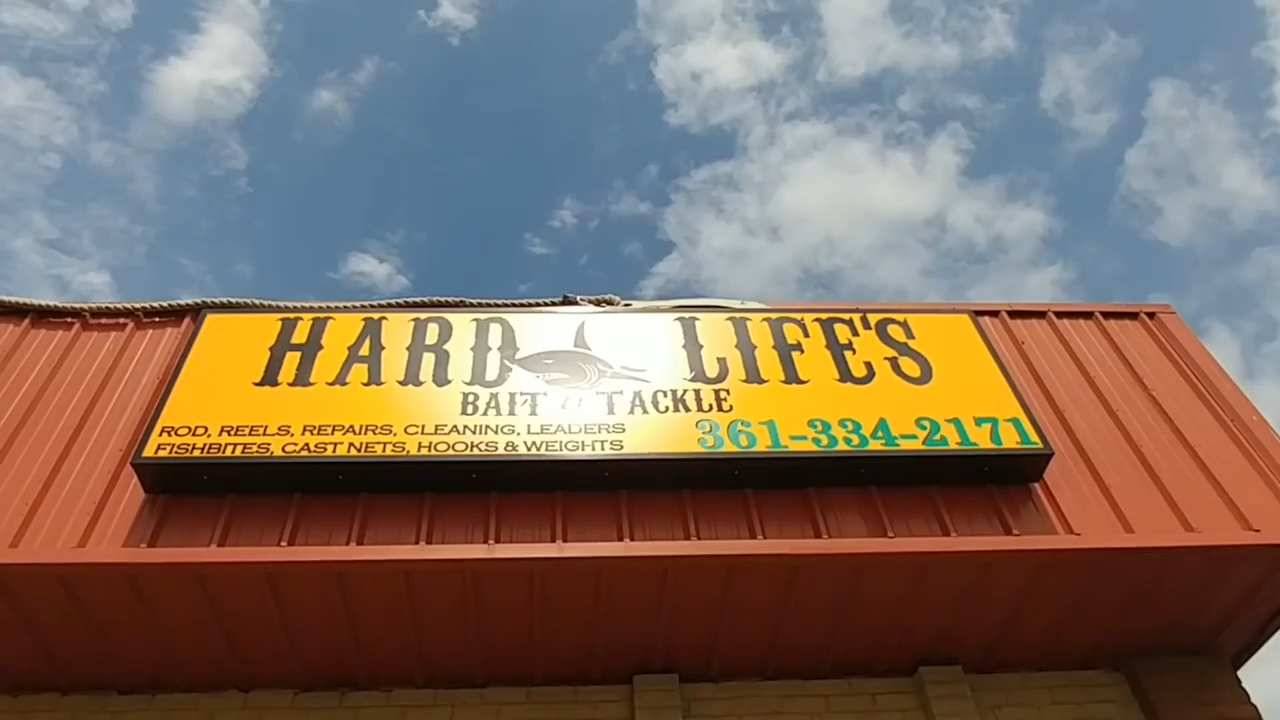 HARD LIFE'S
BAIT & TACKLE
ROD, REELS, REPAIRS, CLEANING, LEADERS
FISHBITES, CAST NETS, HOOKS & WEIGHTS
361-334-2171